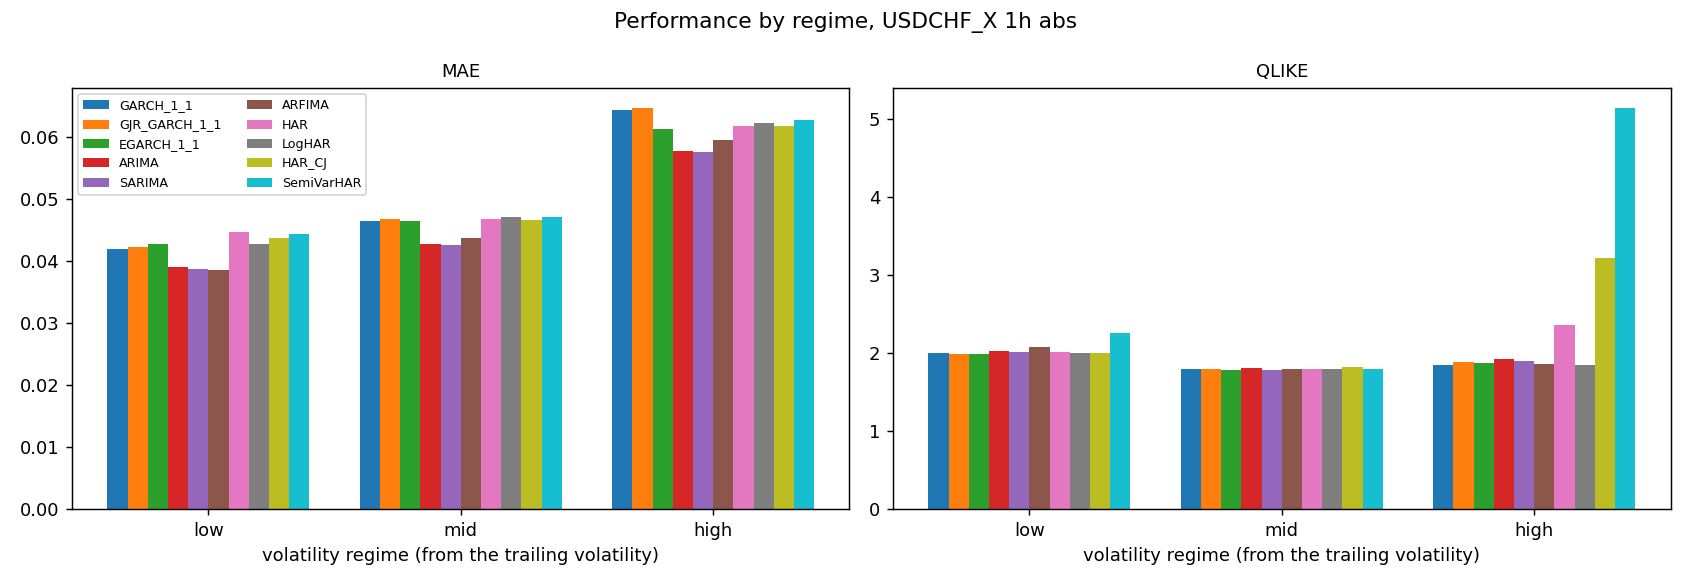 Performance by regime, USDCHF_X 1h abs
MAE
GARCH_1_1
GJR_GARCH_1_1
EGARCH_1_1
ARIMA
SARIMA
ARFIMA
HAR
LogHAR
HAR_CJ
SemiVarHAR
0.06
0.05
0.04
0.03
0.02
0.01
0.00
low
mid
high
volatility regime (from the trailing volatility)
QLIKE
5
4
3
2
1
0
low
mid
high
volatility regime (from the trailing volatility)